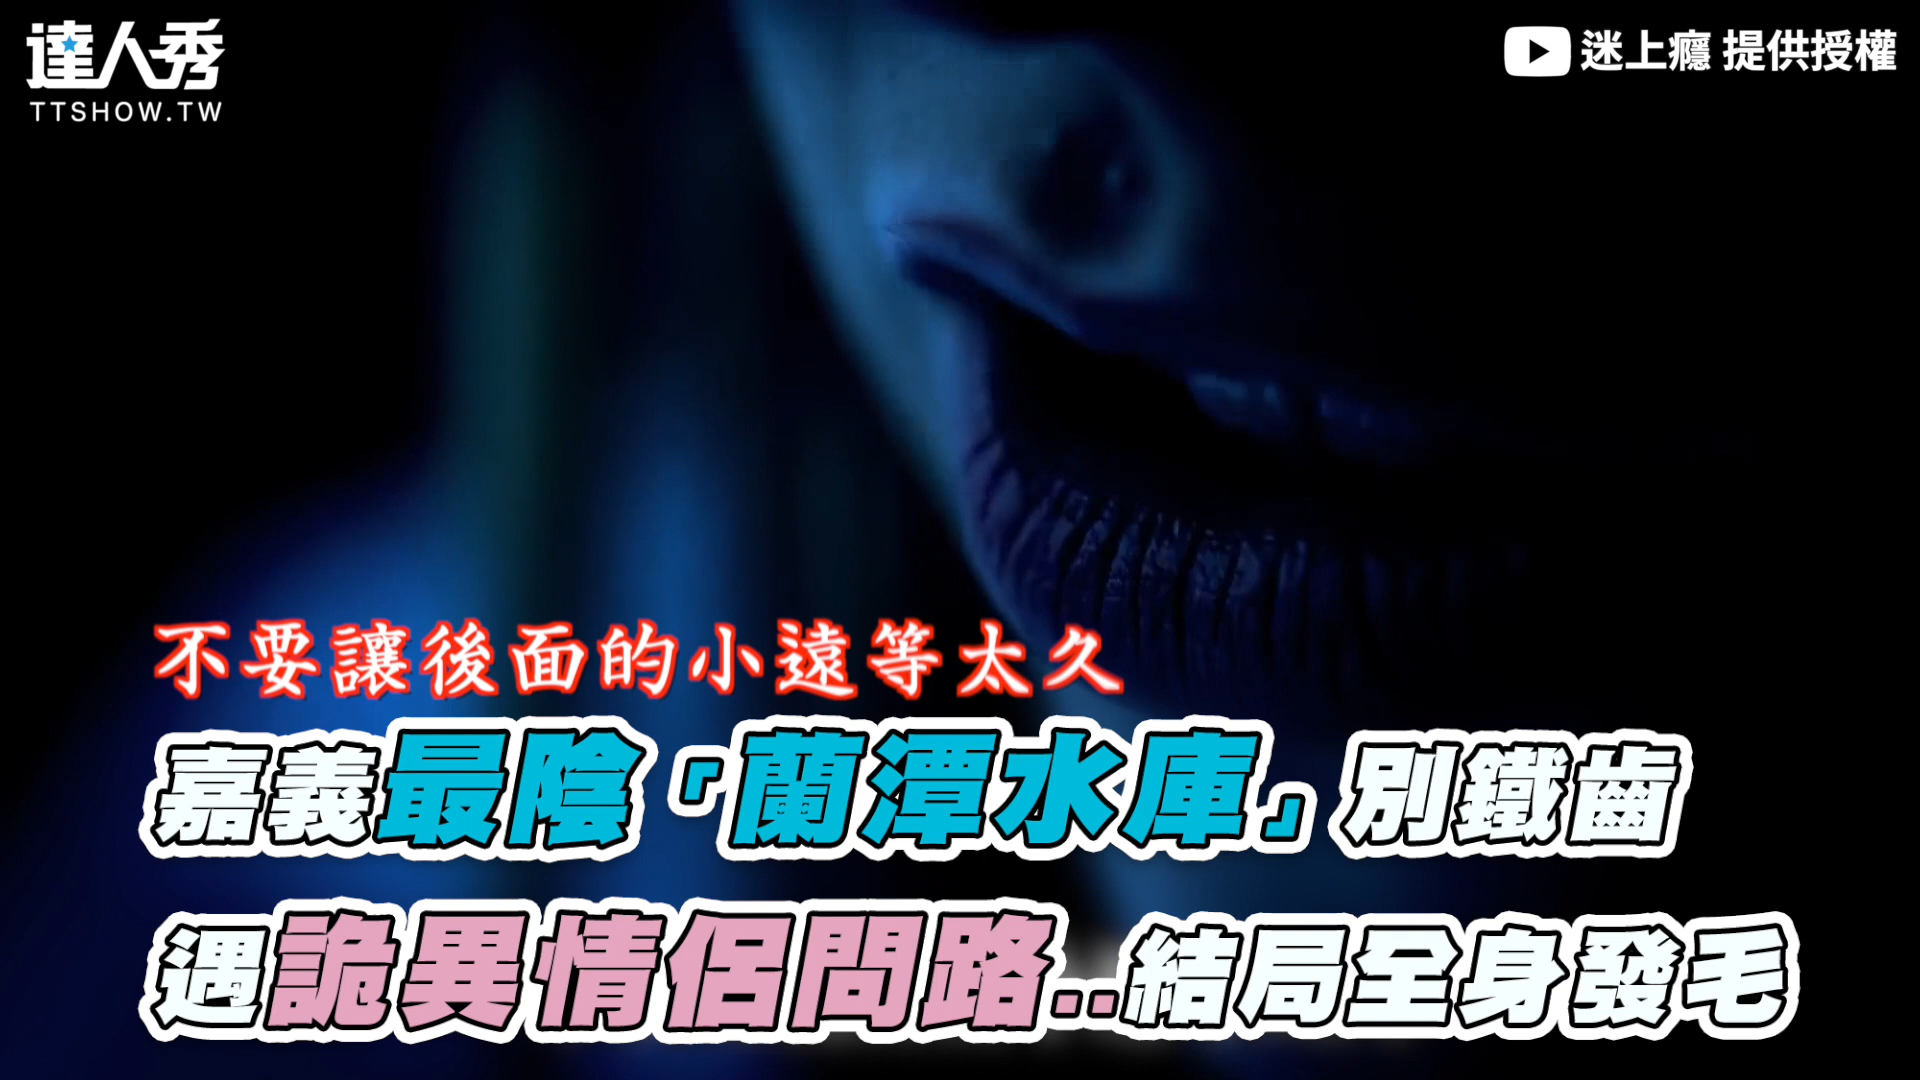 達人秀
TTSHOW.TW
迷上癮 提供授權
不要讓後面的小遠等太久
嘉義最陰「蘭潭水庫」別鐵齒
遇詭異情侶問路..結局全身發毛